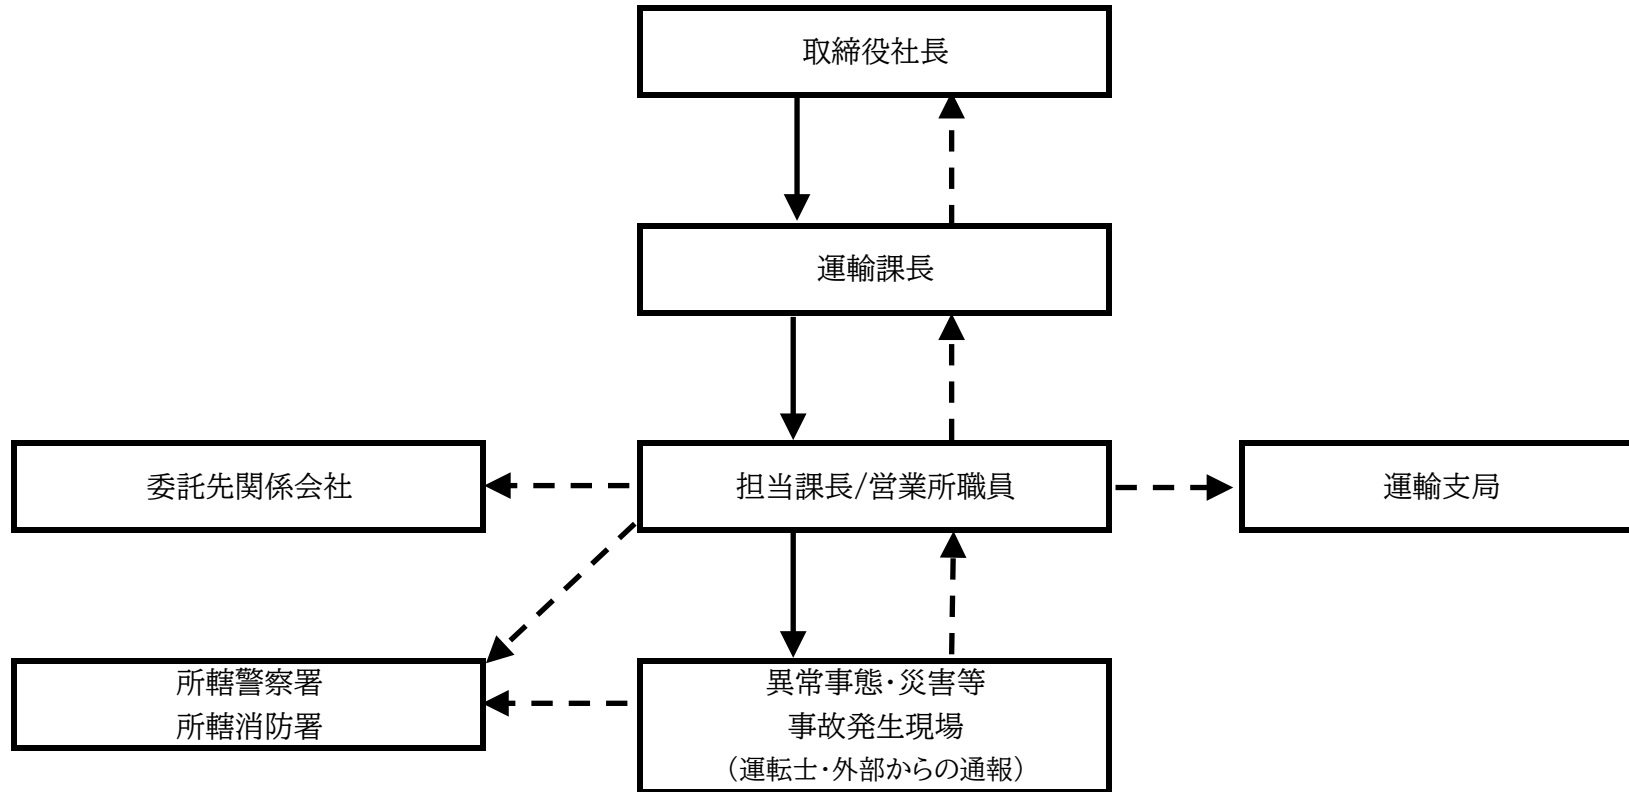 取締役社長
運輸課長
委託先関係会社
担当課長/営業所職員
運輸支局
所轄警察署
所轄消防署
異常事態・災害等
事故発生現場
（運転士・外部からの通報）